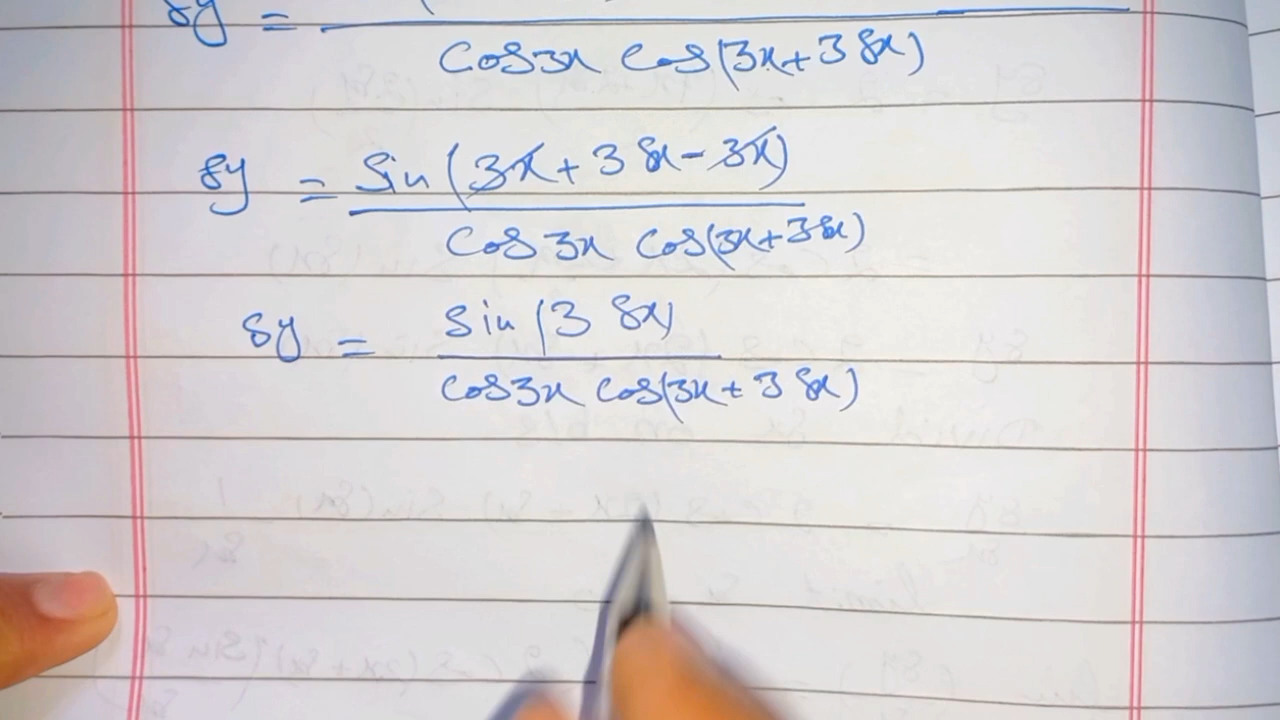 δy =
cos3x cos(3x+3δx)
δy = sin(3x+3δx-3x)
cos3x cos(3x+3δx)
δy = sin(3δx)
cos3x cos(3x+3δx)